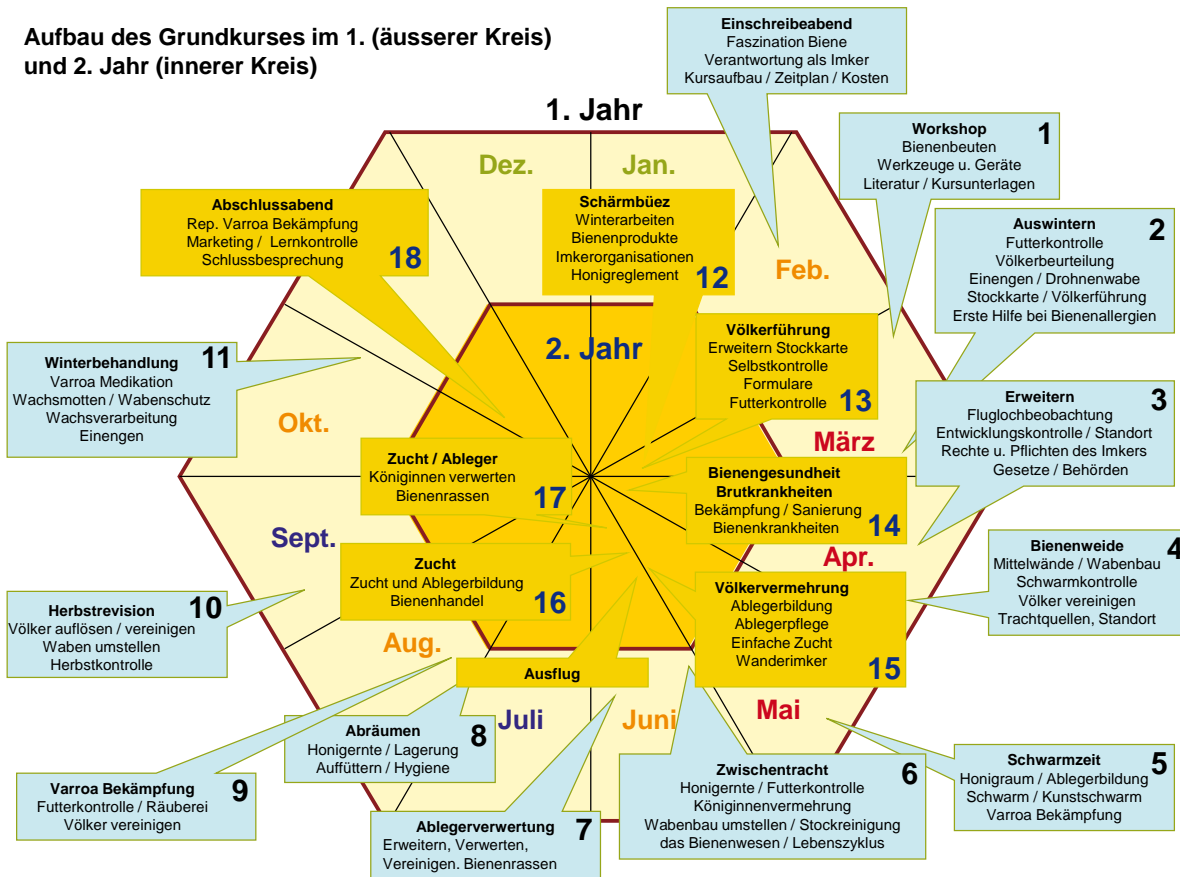 Aufbau des Grundkurses im 1. (äusserer Kreis)
und 2. Jahr (innerer Kreis)
1. Jahr
Einschreibeabend
Faszination Biene
Verantwortung als Imker
Kursaufbau / Zeitplan / Kosten
Workshop
1
Bienenbeuten
Werkzeuge u. Geräte
Literatur / Kursunterlagen
Auswintern
2
Futterkontrolle
Völkerbeurteilung
Einengen / Drohnenwabe
Stockkarte / Völkerführung
Erste Hilfe bei Bienenallergien
Erweitern
3
Fluglochbeobachtung
Entwicklungskontrolle / Standort
Rechte u. Pflichten des Imkers
Gesetze / Behörden
Bienenweide
4
Mittelwände / Wabenbau
Schwarmkontrolle
Völker vereinigen
Trachtquellen, Standort
Schwarmzeit
5
Honigraum / Ablegerbildung
Schwarm / Kunstschwarm
Varroa Bekämpfung
Zwischentracht
6
Honigernte / Futterkontrolle
Königinnenvermehrung
Wabenbau umstellen / Stockreinigung
das Bienenwesen / Lebenszyklus
Ablegerverwertung
7
Erweitern, Verwerten,
Vereinigen. Bienenrassen
Abräumen
8
Honigernte / Lagerung
Auffüttern / Hygiene
Varroa Bekämpfung
9
Futterkontrolle / Räuberei
Völker vereinigen
Herbstrevision
10
Völker auflösen / vereinigen
Waben umstellen
Herbstkontrolle
Winterbehandlung
11
Varroa Medikation
Wachsmotten / Wabenschutz
Wachsverarbeitung
Einengen
Dez.
Jan.
Feb.
März
Apr.
Mai
Juni
Juli
Aug.
Sept.
Okt.
2. Jahr
Schärmbüez
Winterarbeiten
Bienenprodukte
Imkerorganisationen
Honigreglement
12
Völkerführung
Erweitern Stockkarte
Selbstkontrolle
Formulare
Futterkontrolle
13
Bienengesundheit
Brutkrankheiten
Bekämpfung / Sanierung
Bienenkrankheiten
14
Völkervermehrung
Ablegerbildung
Ablegerpflege
Einfache Zucht
Wanderimker
15
Ausflug
Zucht
Zucht und Ablegerbildung
Bienenhandel
16
Zucht / Ableger
Königinnen verwerten
Bienenrassen
17
Abschlussabend
Rep. Varroa Bekämpfung
Marketing / Lernkontrolle
Schlussbesprechung
18